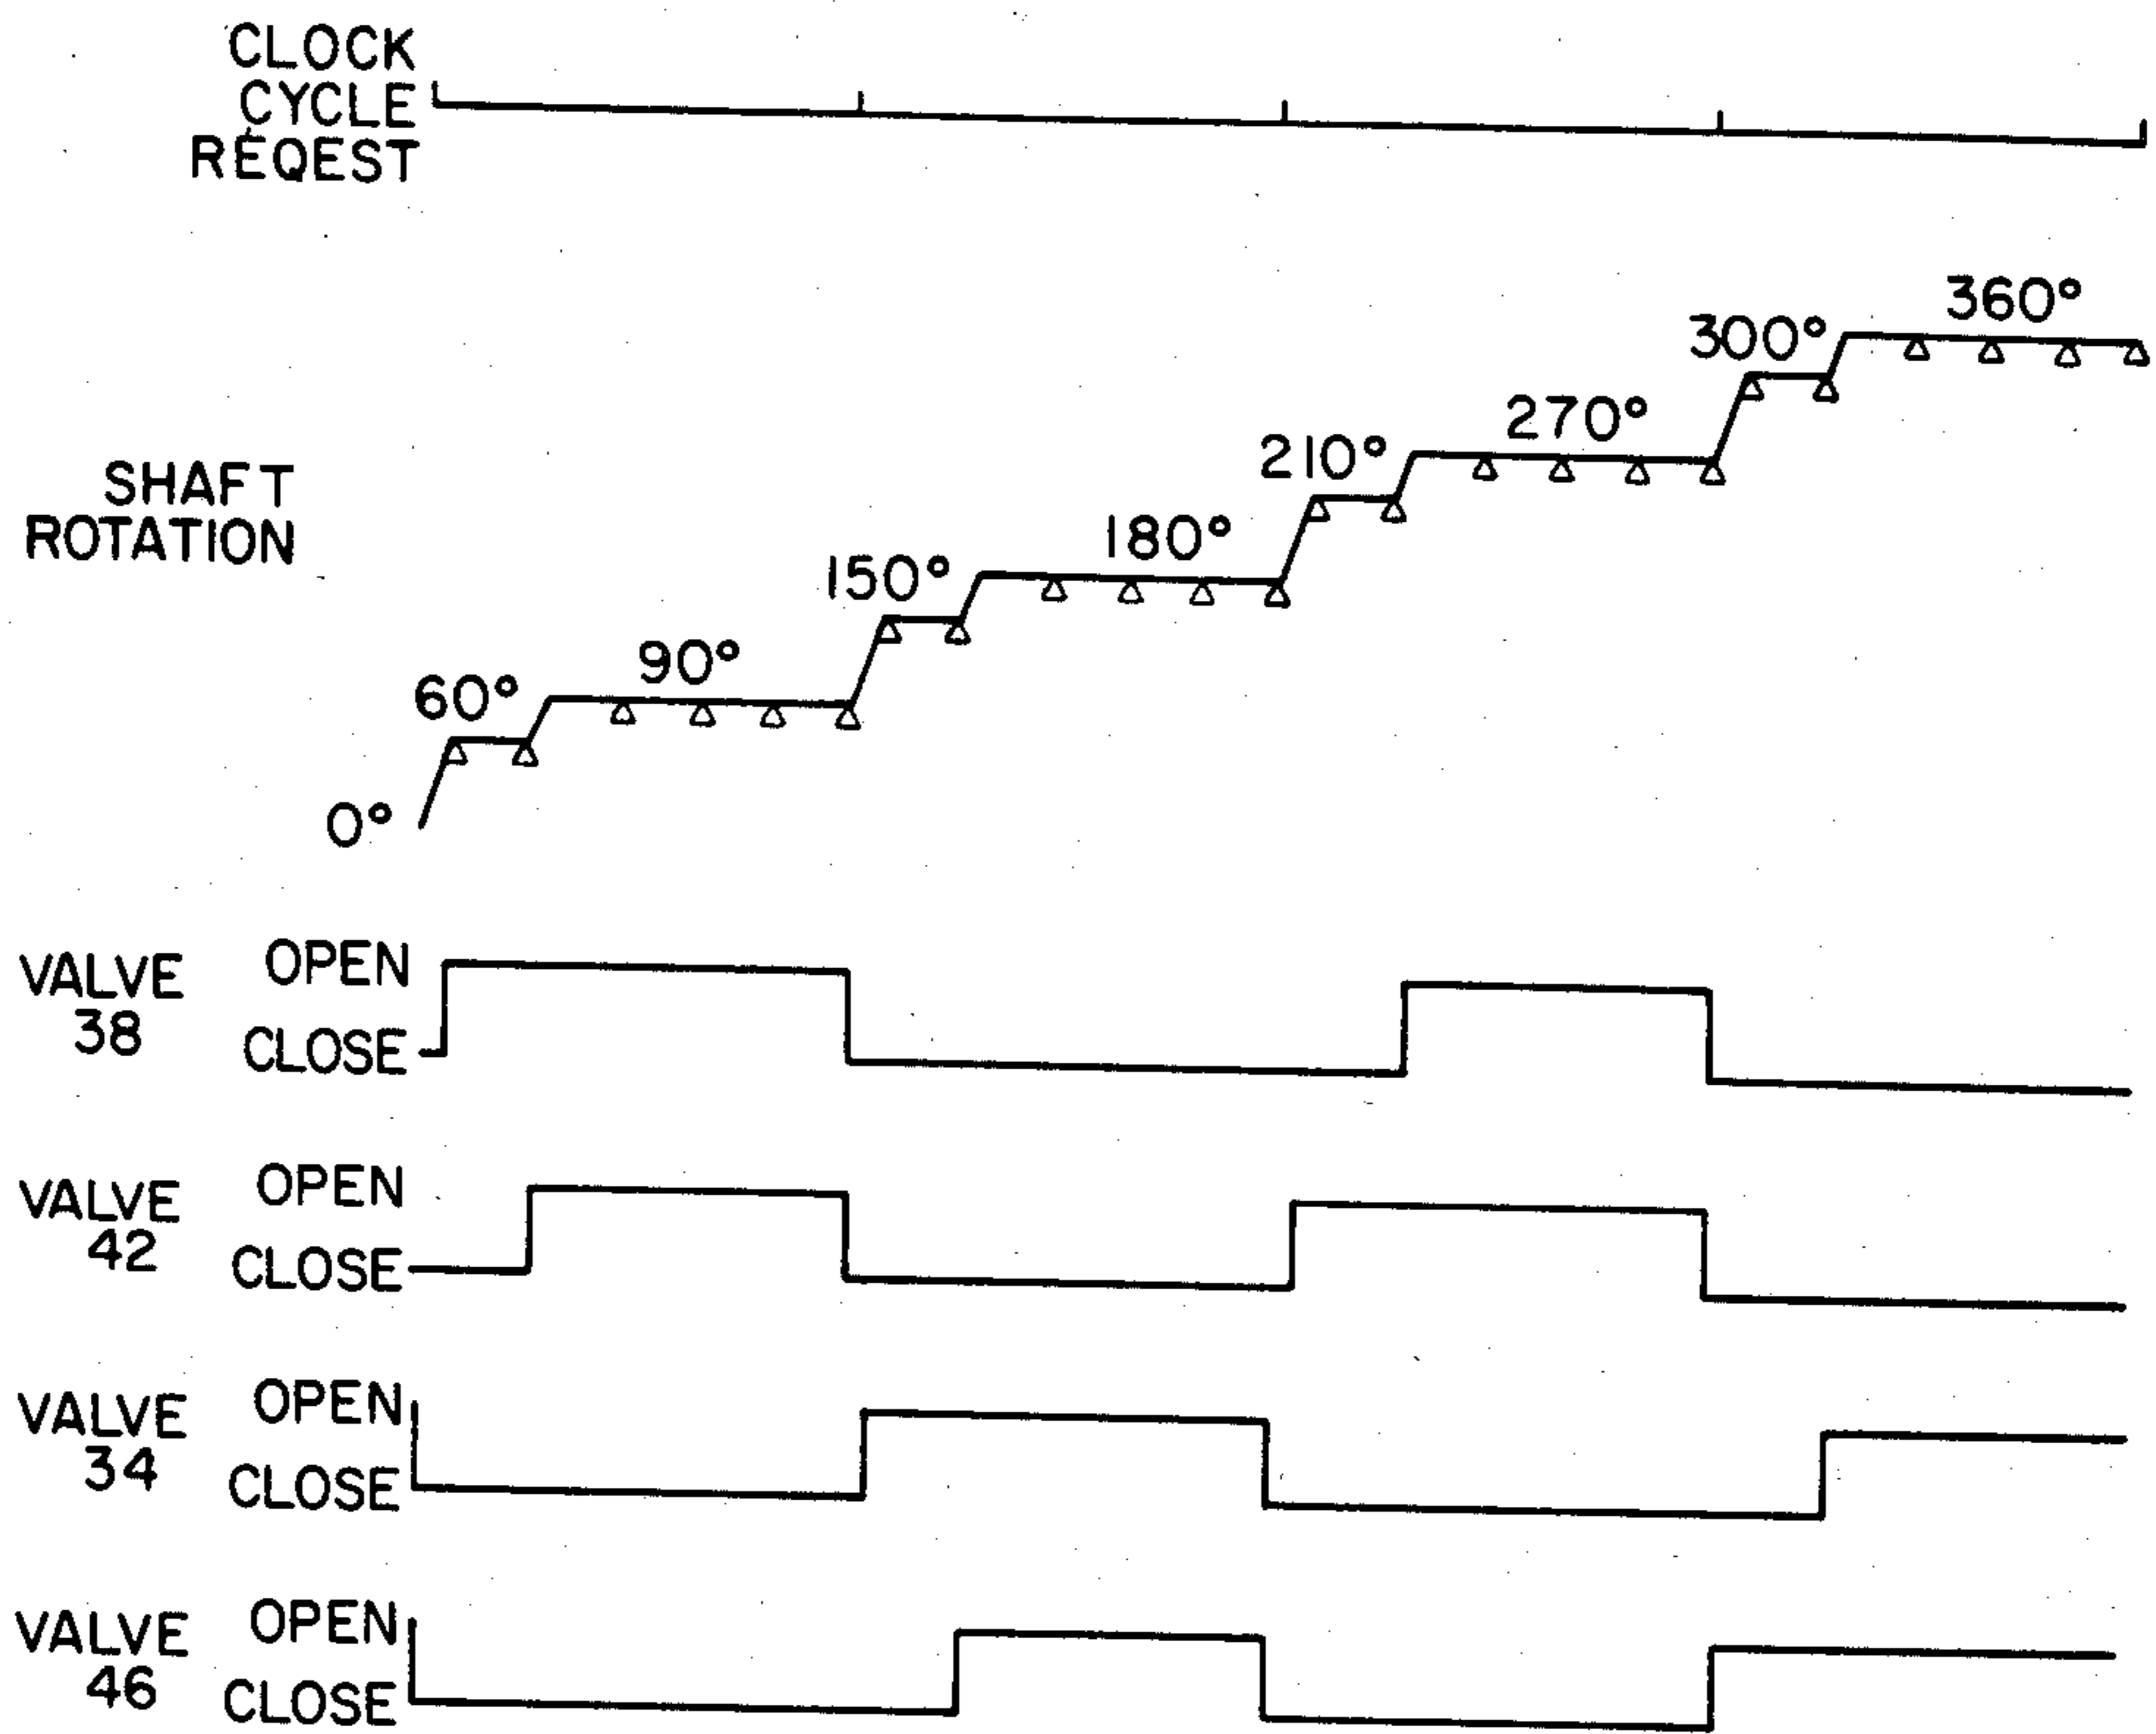 CLOCK
CYCLE
REQEST
360°
300°
270°
210°
SHAFT
ROTATION
180°
150°
90°
60°
0°
VALVE
38
OPEN
CLOSE
VALVE
42
OPEN
CLOSE
VALVE
34
OPEN
CLOSE
VALVE
46
OPEN
CLOSE